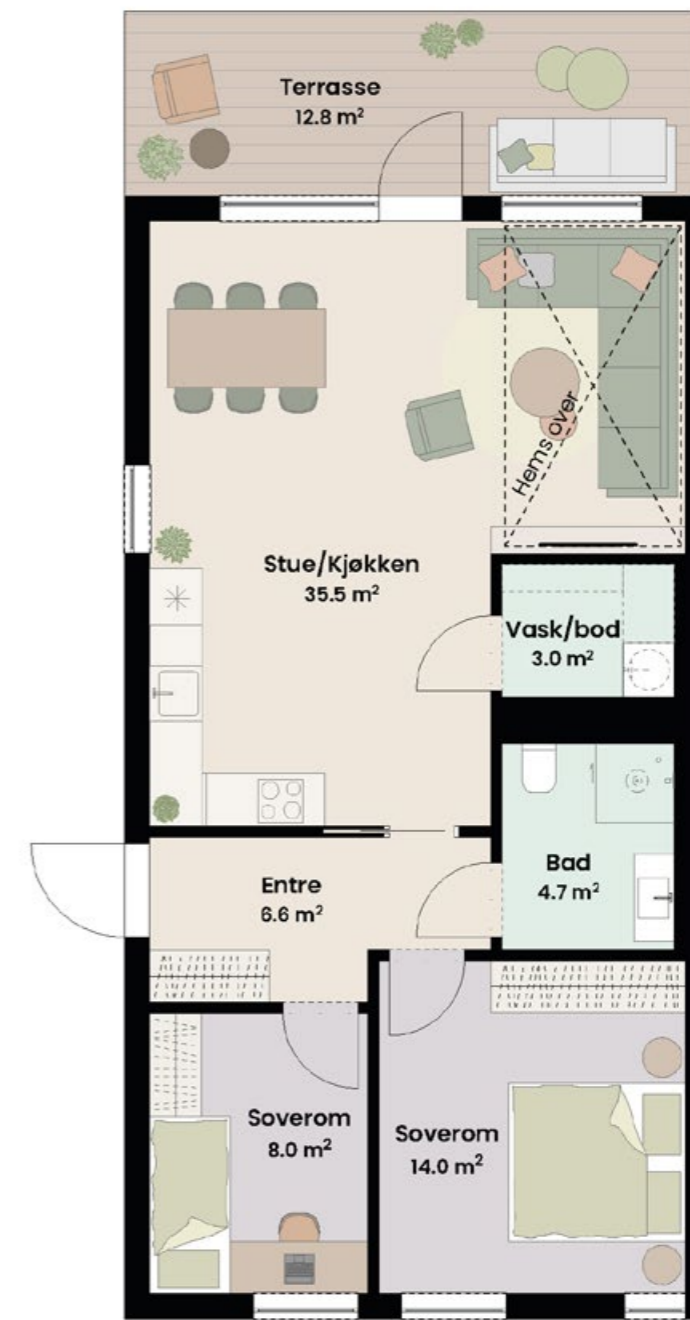 Terrasse
12.8 m²
Hems over
Stue/Kjøkken
35.5 m²
Vask/bod
3.0 m²
Bad
4.7 m²
Entre
6.6 m²
Soverom
8.0 m²
Soverom
14.0 m²